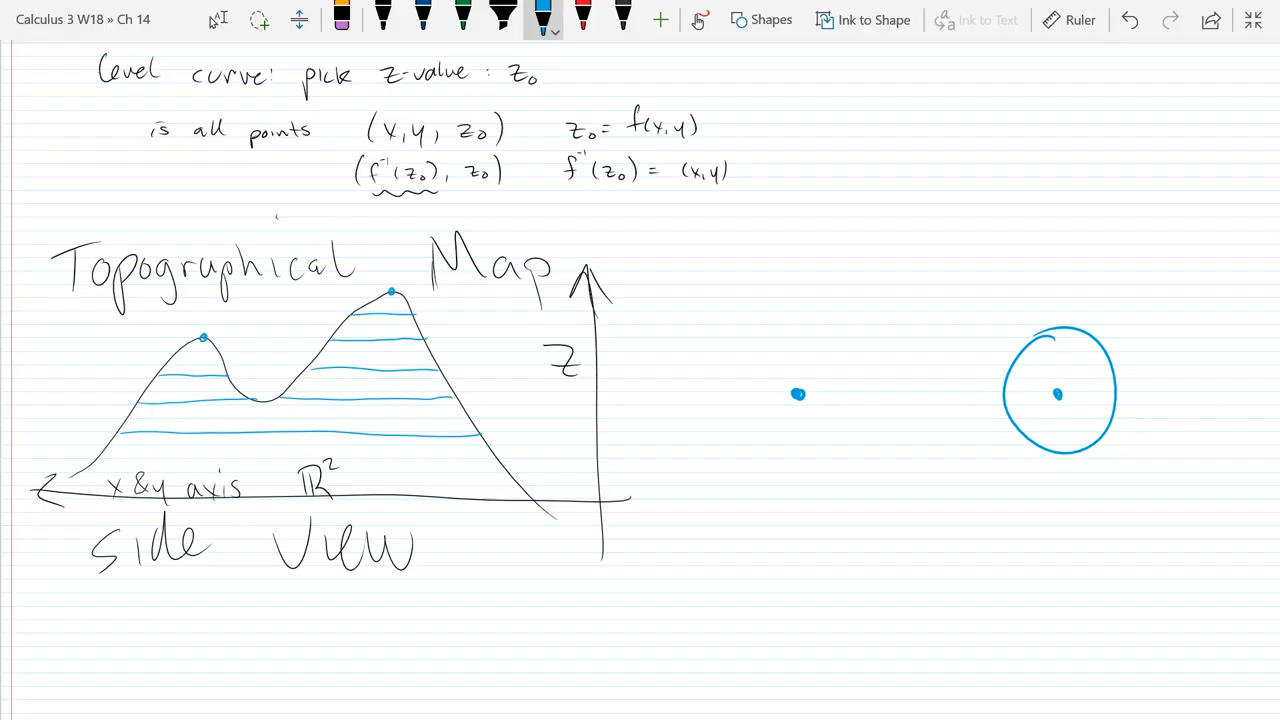 Calculus 3 W18 » Ch 14
Shapes
Ink to Shape
Ink to Text
Ruler
level curve: pick z-value: z₀
is all points (x,y, z₀) z₀ = f(x,y)
(f⁻¹(z₀), z₀) f⁻¹(z₀) = (x,y)
Topographical Map
z
x & y axis ℝ²
side view